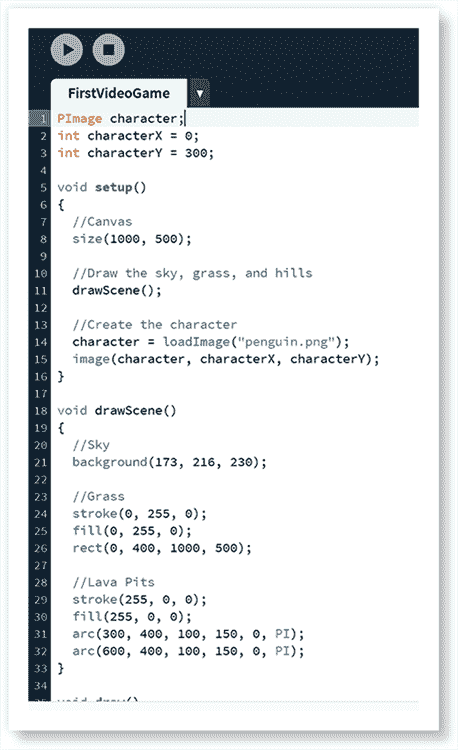 FirstVideoGame
1 PImage character;
2 int characterX = 0;
3 int characterY = 300;
4
5 void setup()
6 {
7   //Canvas
8   size(1000, 500);
9
10   //Draw the sky, grass, and hills
11   drawScene();
12
13   //Create the character
14   character = loadImage("penguin.png");
15   image(character, characterX, characterY);
16 }
17
18 void drawScene()
19 {
20   //Sky
21   background(173, 216, 230);
22
23   //Grass
24   stroke(0, 255, 0);
25   fill(0, 255, 0);
26   rect(0, 400, 1000, 500);
27
28   //Lava Pits
29   stroke(255, 0, 0);
30   fill(255, 0, 0);
31   arc(300, 400, 100, 150, 0, PI);
32   arc(600, 400, 100, 150, 0, PI);
33 }
34